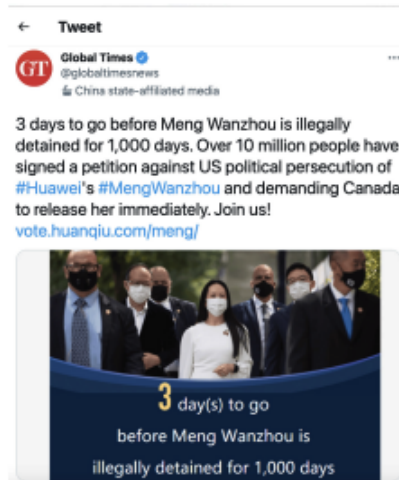 ← Tweet
GT
Global Times
@globaltimesnews
China state-affiliated media
3 days to go before Meng Wanzhou is illegally
detained for 1,000 days. Over 10 million people have
signed a petition against US political persecution of
#Huawei's #MengWanzhou and demanding Canada
to release her immediately. Join us!
vote.huanqiu.com/meng/
3 day(s) to go
before Meng Wanzhou is
illegally detained for 1,000 days